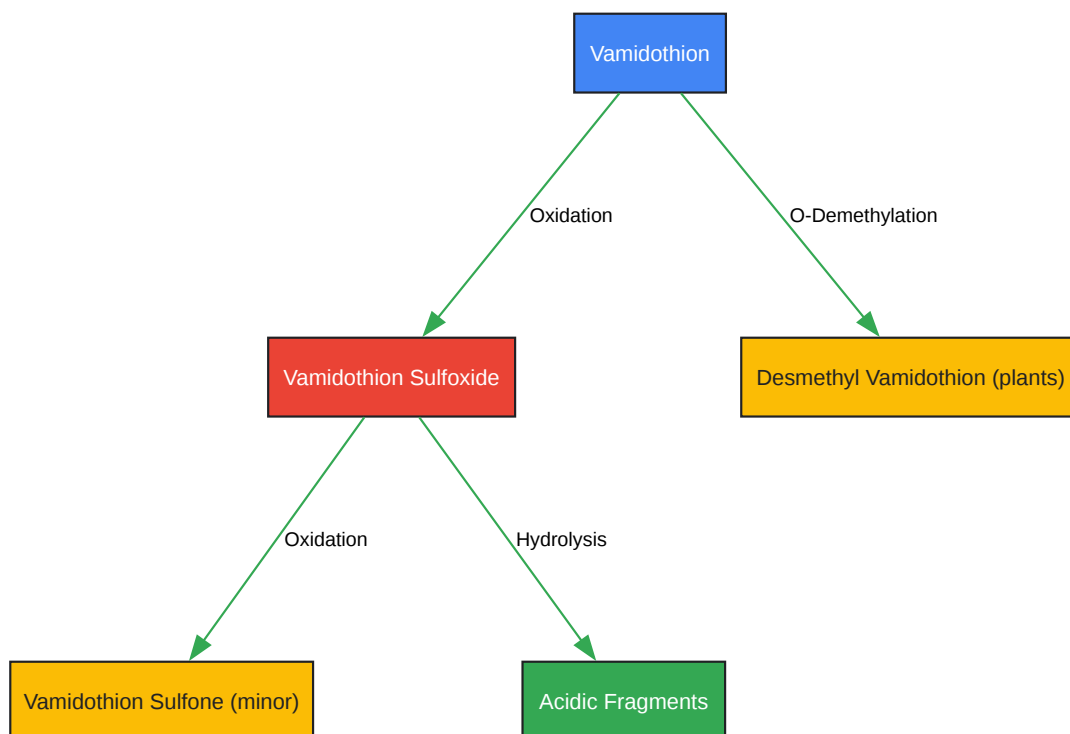 Vamidothion
Oxidation
O-Demethylation
Vamidothion Sulfoxide
Desmethyl Vamidothion (plants)
Oxidation
Hydrolysis
Vamidothion Sulfone (minor)
Acidic Fragments